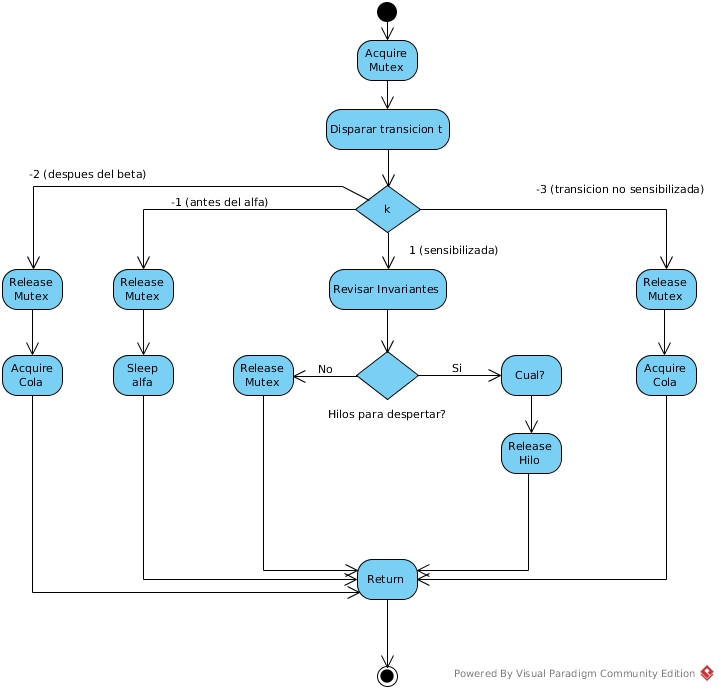 Acquire
Mutex
Disparar transicion t
-2 (despues del beta)
-1 (antes del alfa)
-3 (transicion no sensibilizada)
k
1 (sensibilizada)
Release
Mutex
Release
Mutex
Revisar Invariantes
Release
Mutex
Acquire
Cola
Sleep
alfa
Release
Mutex
No
Si
Cual?
Acquire
Cola
Hilos para despertar?
Release
Hilo
Return
Powered By Visual Paradigm Community Edition